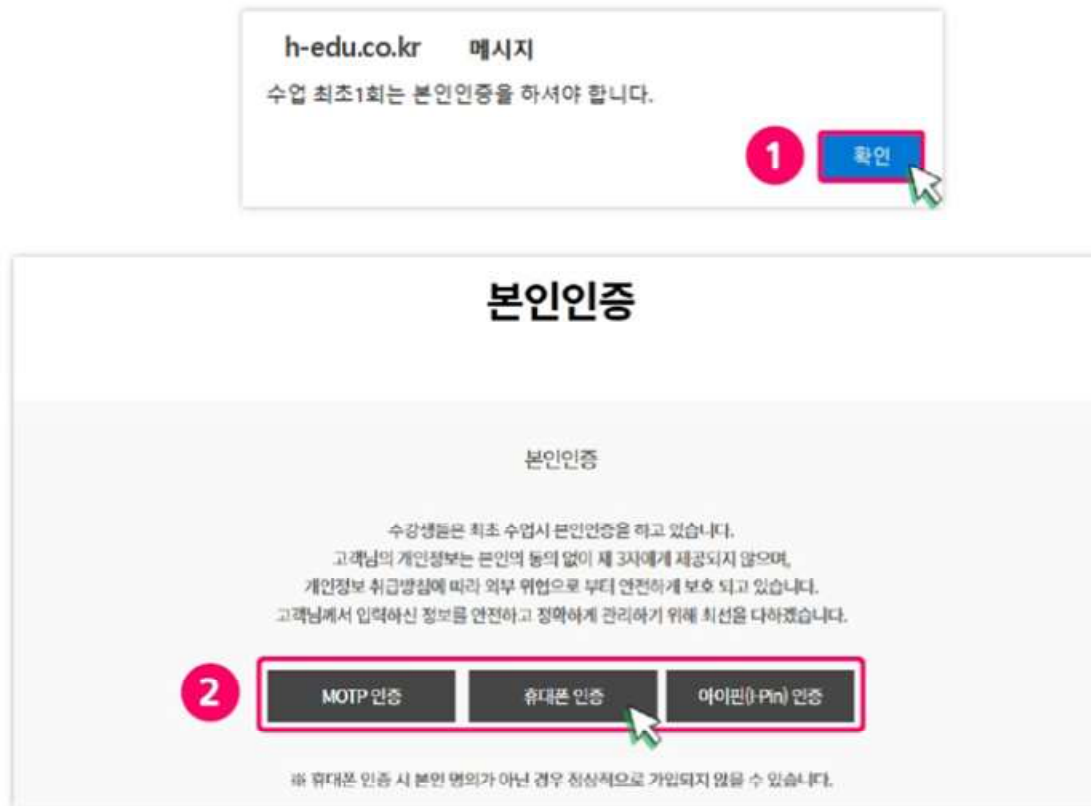 h-edu.co.kr 메시지
수업 최초1회는 본인인증을 하셔야 합니다.
1 확인
본인인증
본인인증
수강생들은 최초 수업시 본인인증을 하고 있습니다.
고객님의 개인정보는 본인의 동의 없이 제 3자에게 제공되지 않으며,
개인정보 취급방침에 따라 외부 위협으로 부터 안전하게 보호 되고 있습니다.
고객님께서 입력하신 정보를 안전하고 정확하게 관리하기 위해 최선을 다하겠습니다.
2 MOTP 인증 휴대폰 인증 아이핀(I-Pin) 인증
※ 휴대폰 인증 시 본인 명의가 아닌 경우 정상적으로 가입되지 않을 수 있습니다.